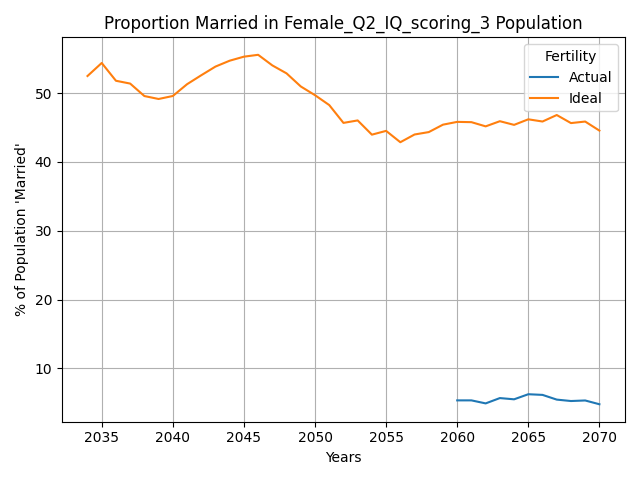 Proportion Married in Female_Q2_IQ_scoring_3 Population
Fertility
Actual
Ideal
% of Population 'Married'
50
40
30
20
10
2035 2040 2045 2050 2055 2060 2065 2070
Years